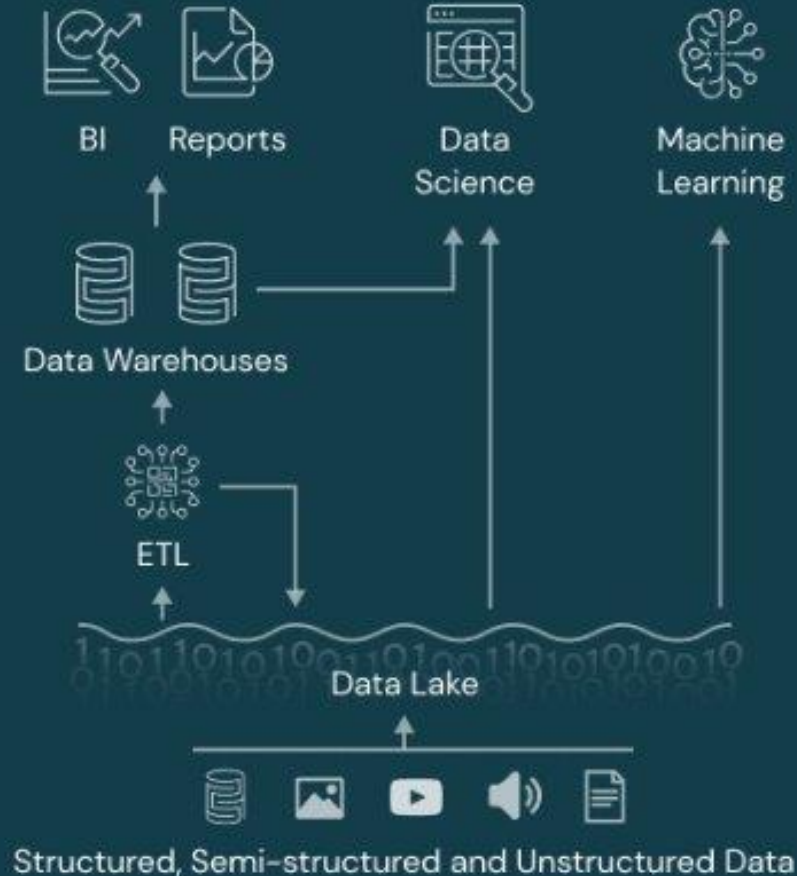 BI
Reports
Data
Science
Machine
Learning
Data Warehouses
ETL
Data Lake
Structured, Semi-structured and Unstructured Data